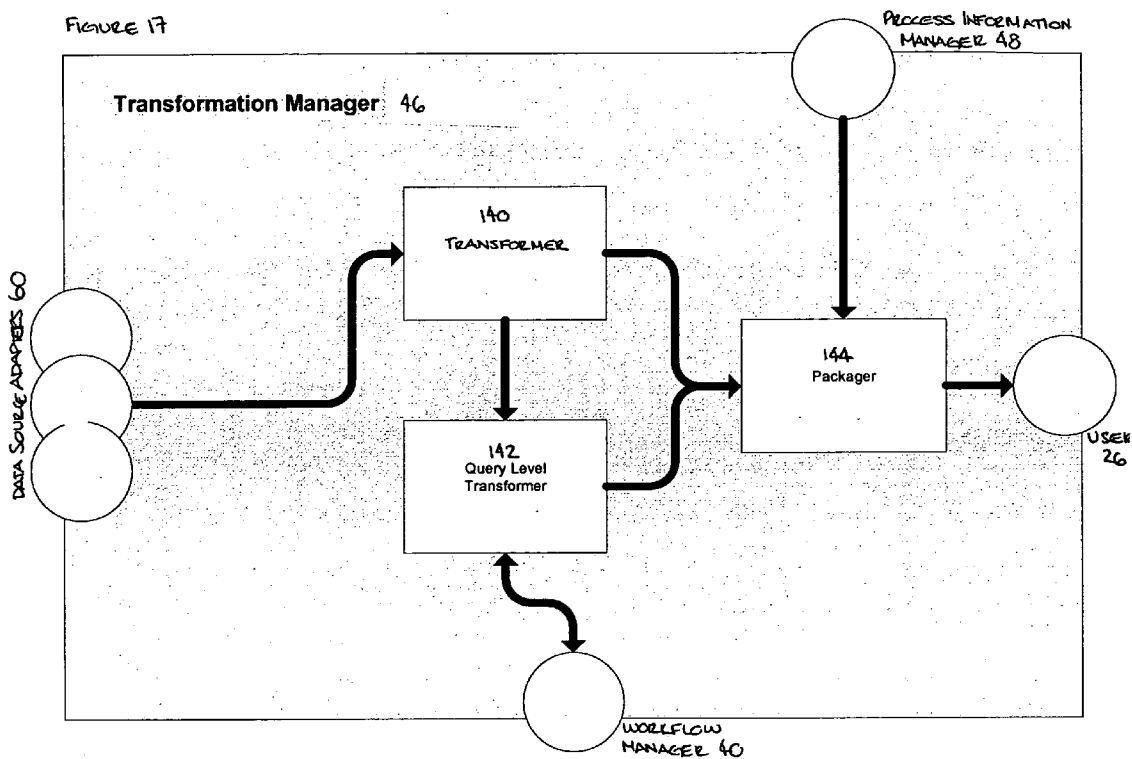 FIGURE 17
PROCESS INFORMATION
MANAGER 48
Transformation Manager 46
140
TRANSFORMER
DATA SOURCE ADAPTERS 60
144
Packager
142
Query Level
Transformer
USER
26
WORKFLOW
MANAGER 40